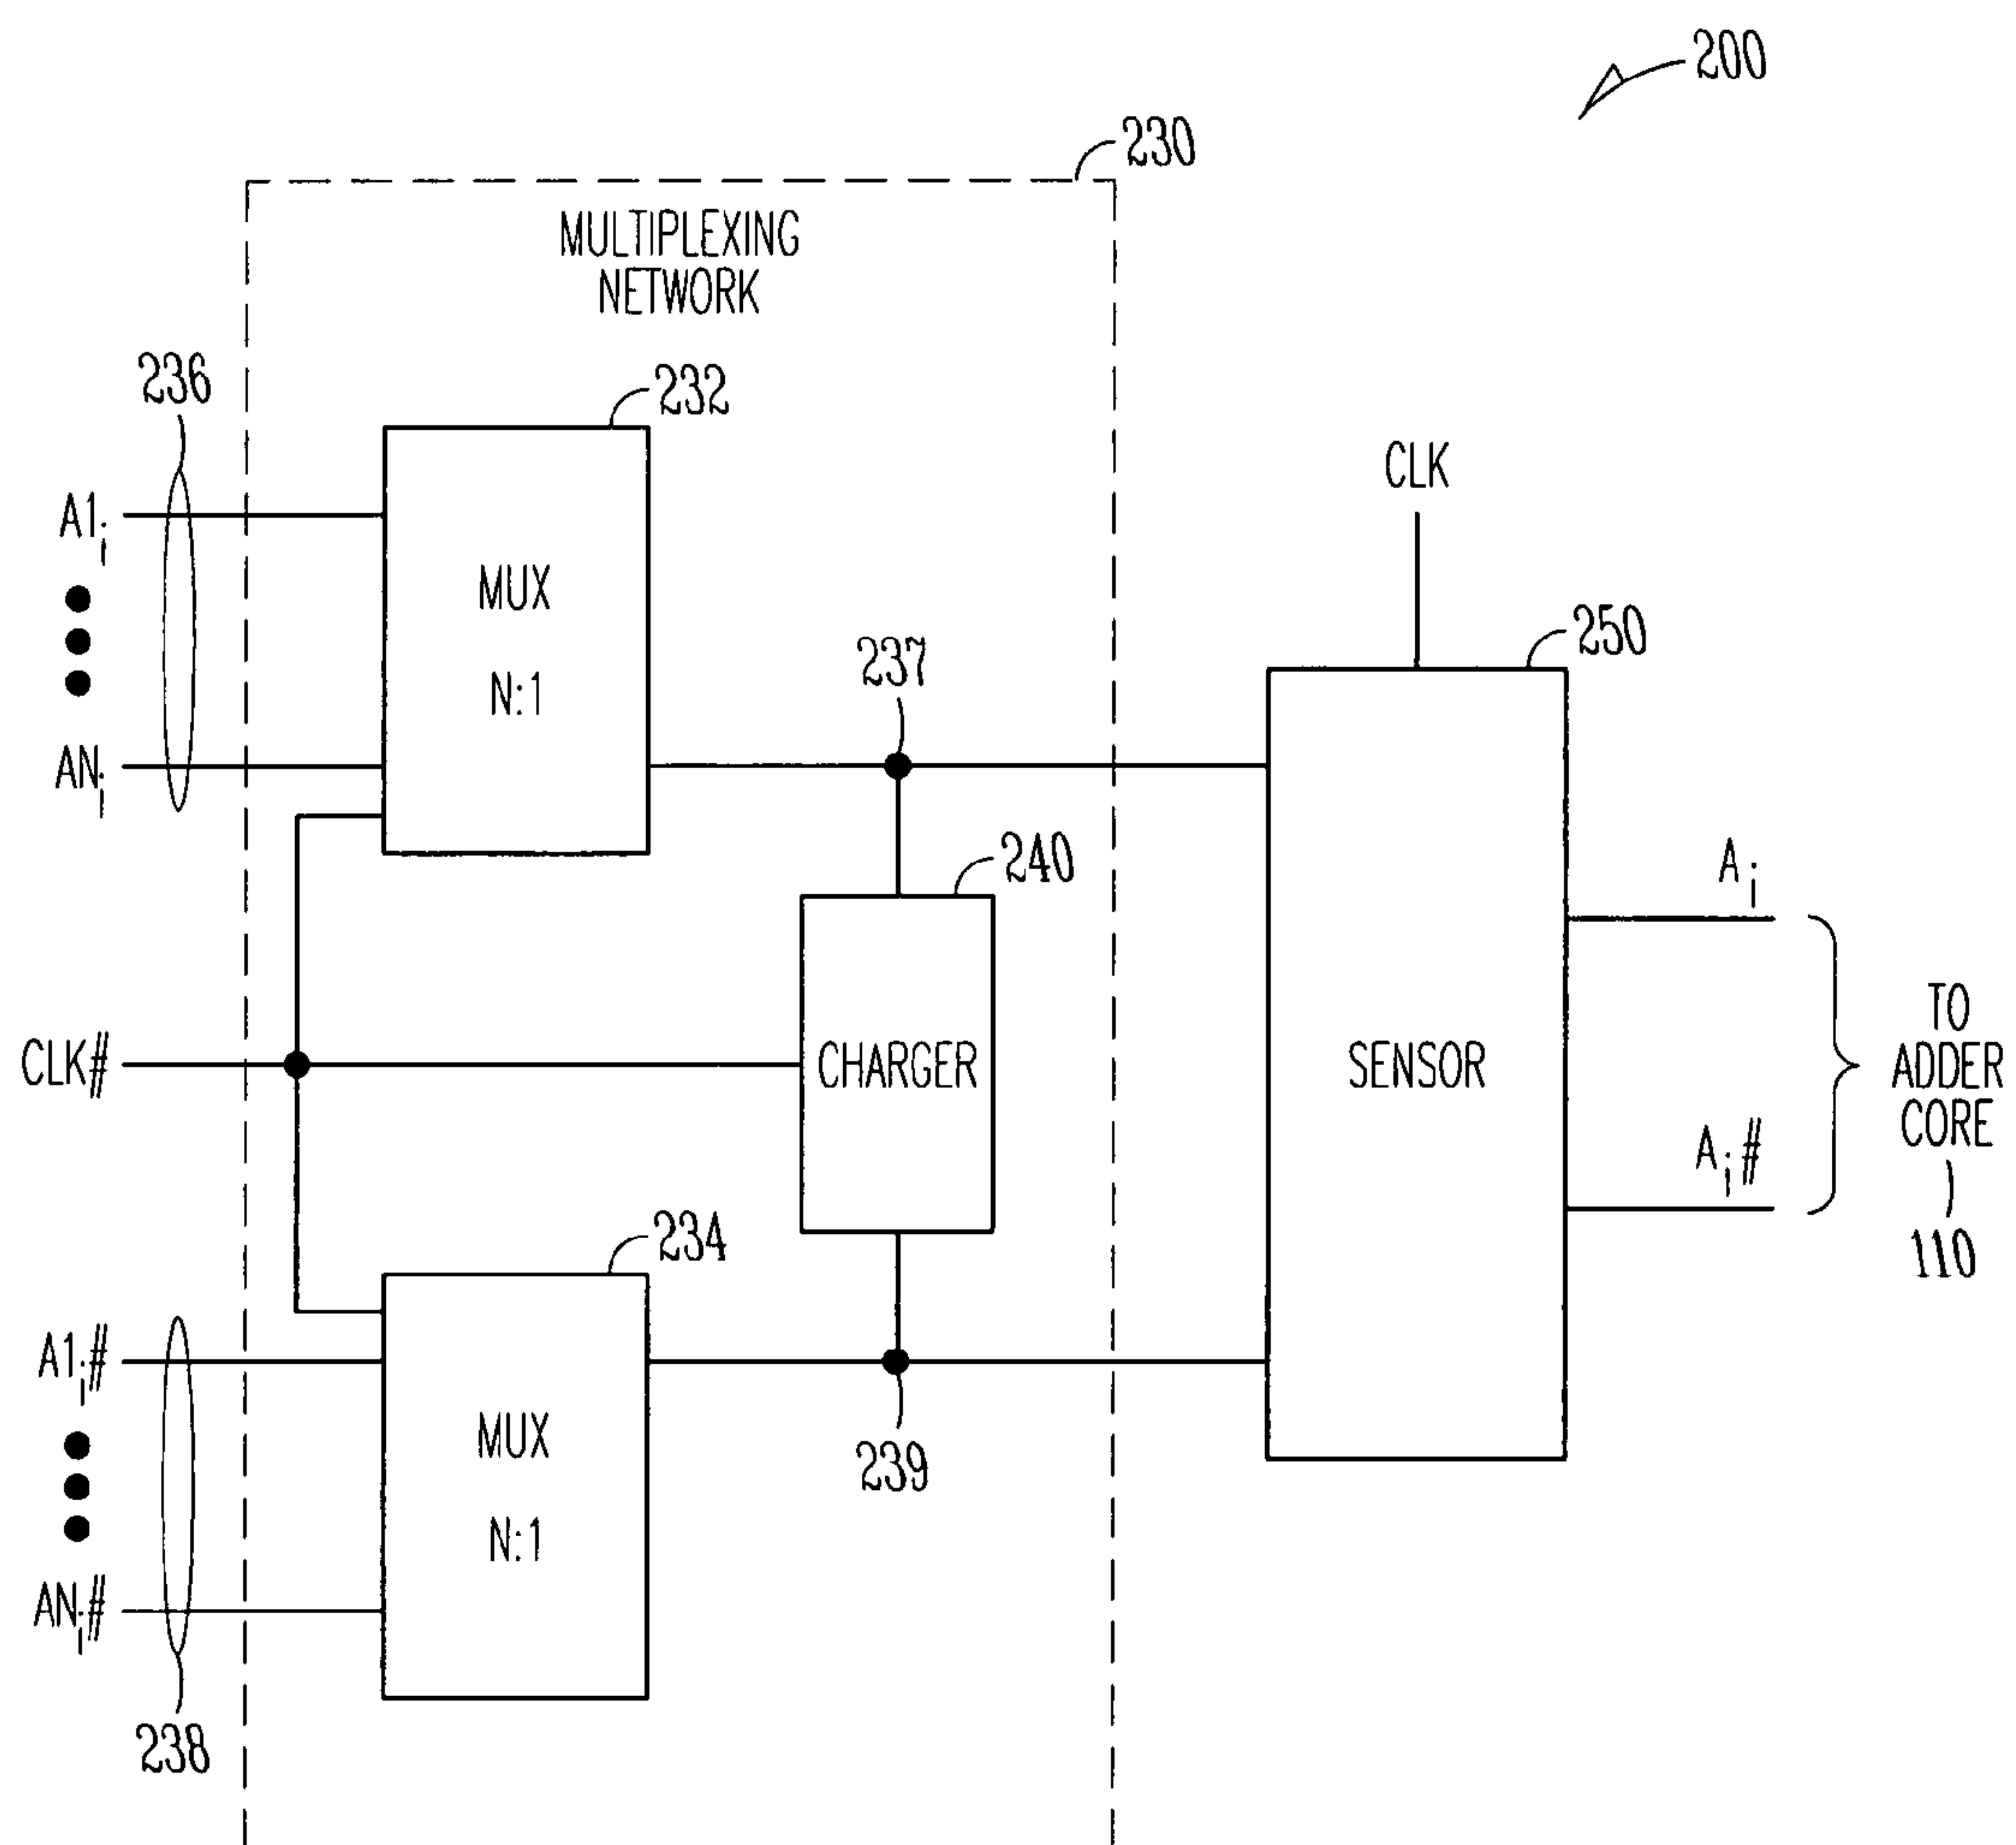 200
230
MULTIPLEXING
NETWORK
236
232
A1i
MUX
N:1
ANi
CLK
250
237
240
Ai
CLK#
CHARGER
SENSOR
TO
ADDER
CORE
110
Ai#
234
A1i#
MUX
N:1
ANi#
239
238